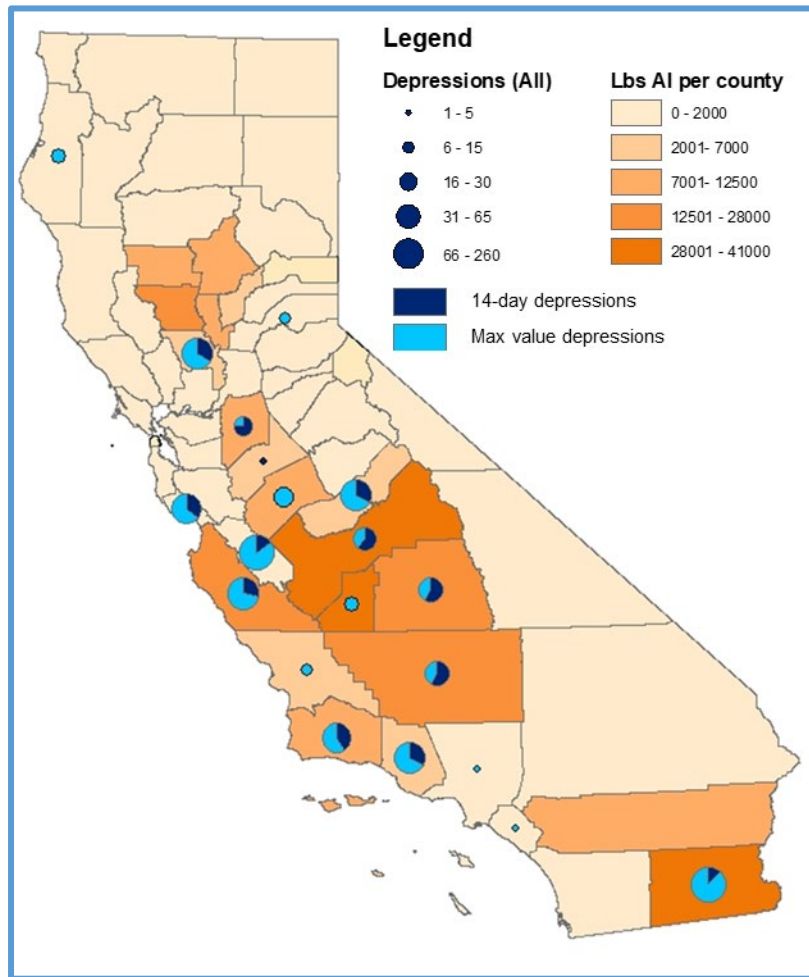 Legend
Depressions (All)
1 - 5
6 - 15
16 - 30
31 - 65
66 - 260
Lbs AI per county
0 - 2000
2001- 7000
7001- 12500
12501 - 28000
28001 - 41000
14-day depressions
Max value depressions